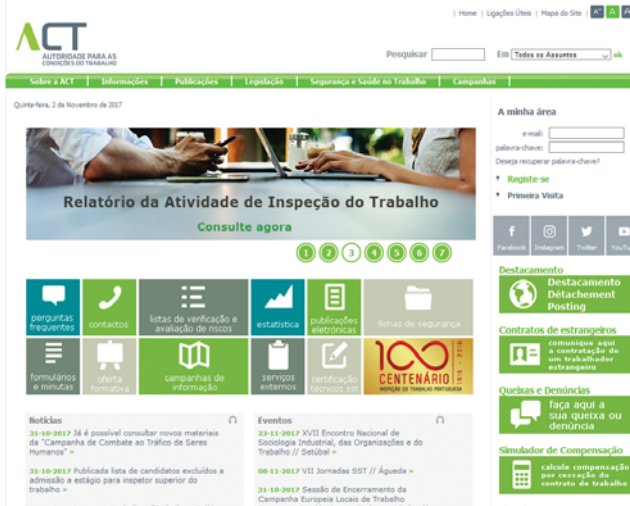 | Home | Ligações Úteis | Mapa do Site |
ACT
AUTORIDADE PARA AS
CONDIÇÕES DO TRABALHO
Pesquisar
Em Todos os Assuntos ok
Sobre a ACT | Informações | Publicações | Legislação | Segurança e Saúde no Trabalho | Campanhas |
Quinta-feira, 2 de Novembro de 2017
Relatório da Atividade de Inspeção do Trabalho
Consulte agora
1 2 3 4 5 6 7
perguntas
frequentes
contactos
listas de verificação e
avaliação de riscos
estatística
publicações
eletrónicas
fichas de segurança
formulários
e minutas
oferta
formativa
campanhas de
informação
serviços
externos
certificação
técnicos sst
100
CENTENÁRIO
1916 - 2016
INSPEÇÃO DO TRABALHO PORTUGUESA
Notícias
31-10-2017 Já é possível consultar novos materiais
da "Campanha de Combate ao Tráfico de Seres
Humanos" »
31-10-2017 Publicada lista de candidatos excluídos a
admissão a estágio para inspetor superior do
trabalho »
Eventos
23-11-2017 XVII Encontro Nacional de
Sociologia Industrial, das Organizações e do
Trabalho // Setúbal »
08-11-2017 VII Jornadas SST // Águeda »
31-10-2017 Sessão de Encerramento da
Campanha Europeia Locais de Trabalho
A minha área
e-mail:
palavra-chave:
Deseja recuperar palavra-chave?
* Registe-se
* Primeira Visita
Facebook
Instagram
Twitter
Destacamento
Destacamento
Détachement
Posting
Contratos de estrangeiros
comunique aqui
a contratação de
um trabalhador
estrangeiro
Queixas e Denúncias
faça aqui a
sua queixa ou
denúncia
Simulador de Compensação
calcule compensação
por cessação do
contrato de trabalho